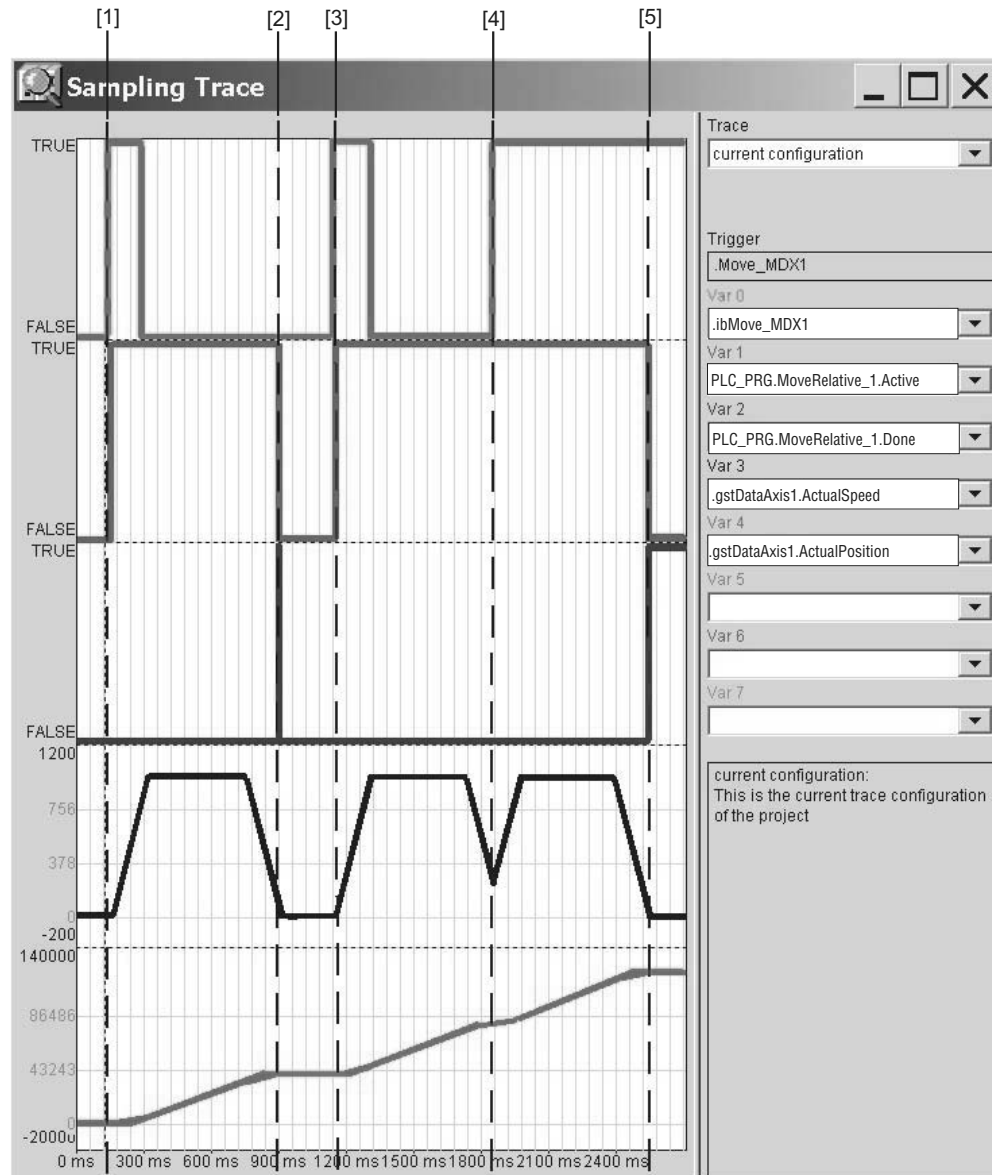 [1] [2] [3] [4] [5]
Sampling Trace
TRUE
FALSE
TRUE
FALSE
TRUE
FALSE
1200
756
378
0
-200
140000
86486
43243
0
-20000
0 ms 300 ms 600 ms 900 ms 1200 ms 1500 ms 1800 ms 2100 ms 2400 ms
Trace
current configuration
Trigger
.Move_MDX1
Var 0
.ibMove_MDX1
Var 1
PLC_PRG.MoveRelative_1.Active
Var 2
PLC_PRG.MoveRelative_1.Done
Var 3
.gstDataAxis1.ActualSpeed
Var 4
.gstDataAxis1.ActualPosition
Var 5
Var 6
Var 7
current configuration:
This is the current trace configuration
of the project